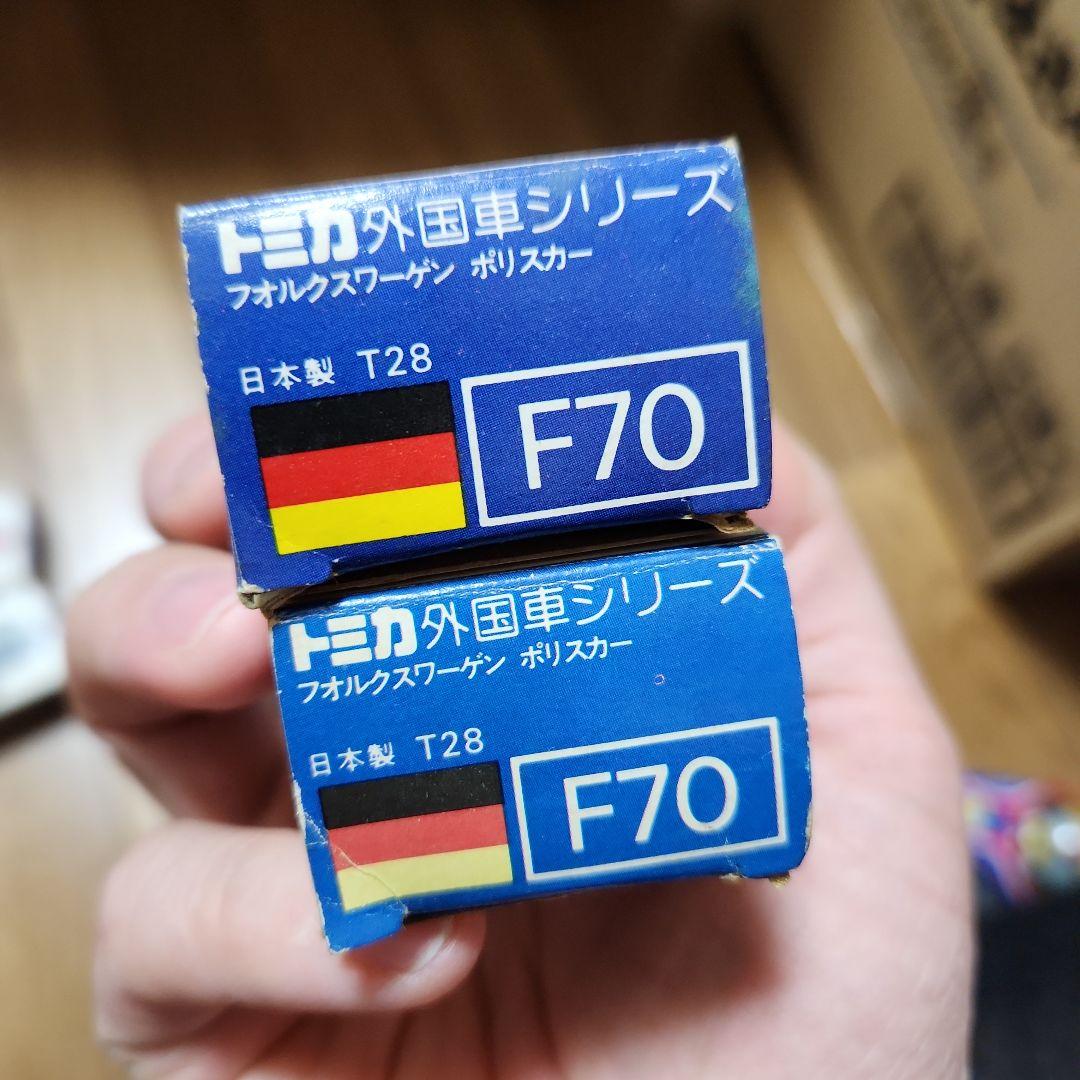 トミカ外国車シリーズ
フオルクスワーゲン ポリスカー
日本製 T28
F70
トミカ外国車シリーズ
フオルクスワーゲン ポリスカー
日本製 T28
F70